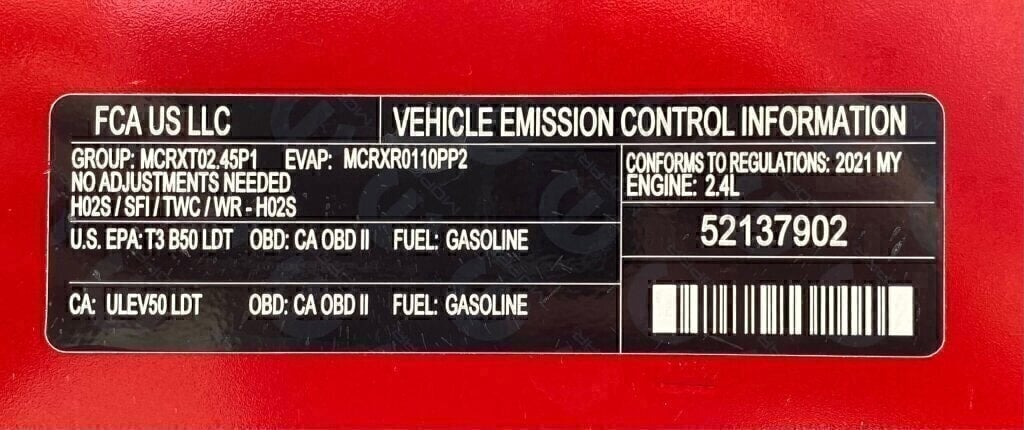 FCA US LLC
VEHICLE EMISSION CONTROL INFORMATION
GROUP: MCRXT02.45P1 EVAP: MCRXR0110PP2
NO ADJUSTMENTS NEEDED
H02S / SFI / TWC / WR - H02S
U.S. EPA: T3 B50 LDT OBD: CA OBD II FUEL: GASOLINE
CA: ULEV50 LDT OBD: CA OBD II FUEL: GASOLINE
CONFORMS TO REGULATIONS: 2021 MY
ENGINE: 2.4L
52137902